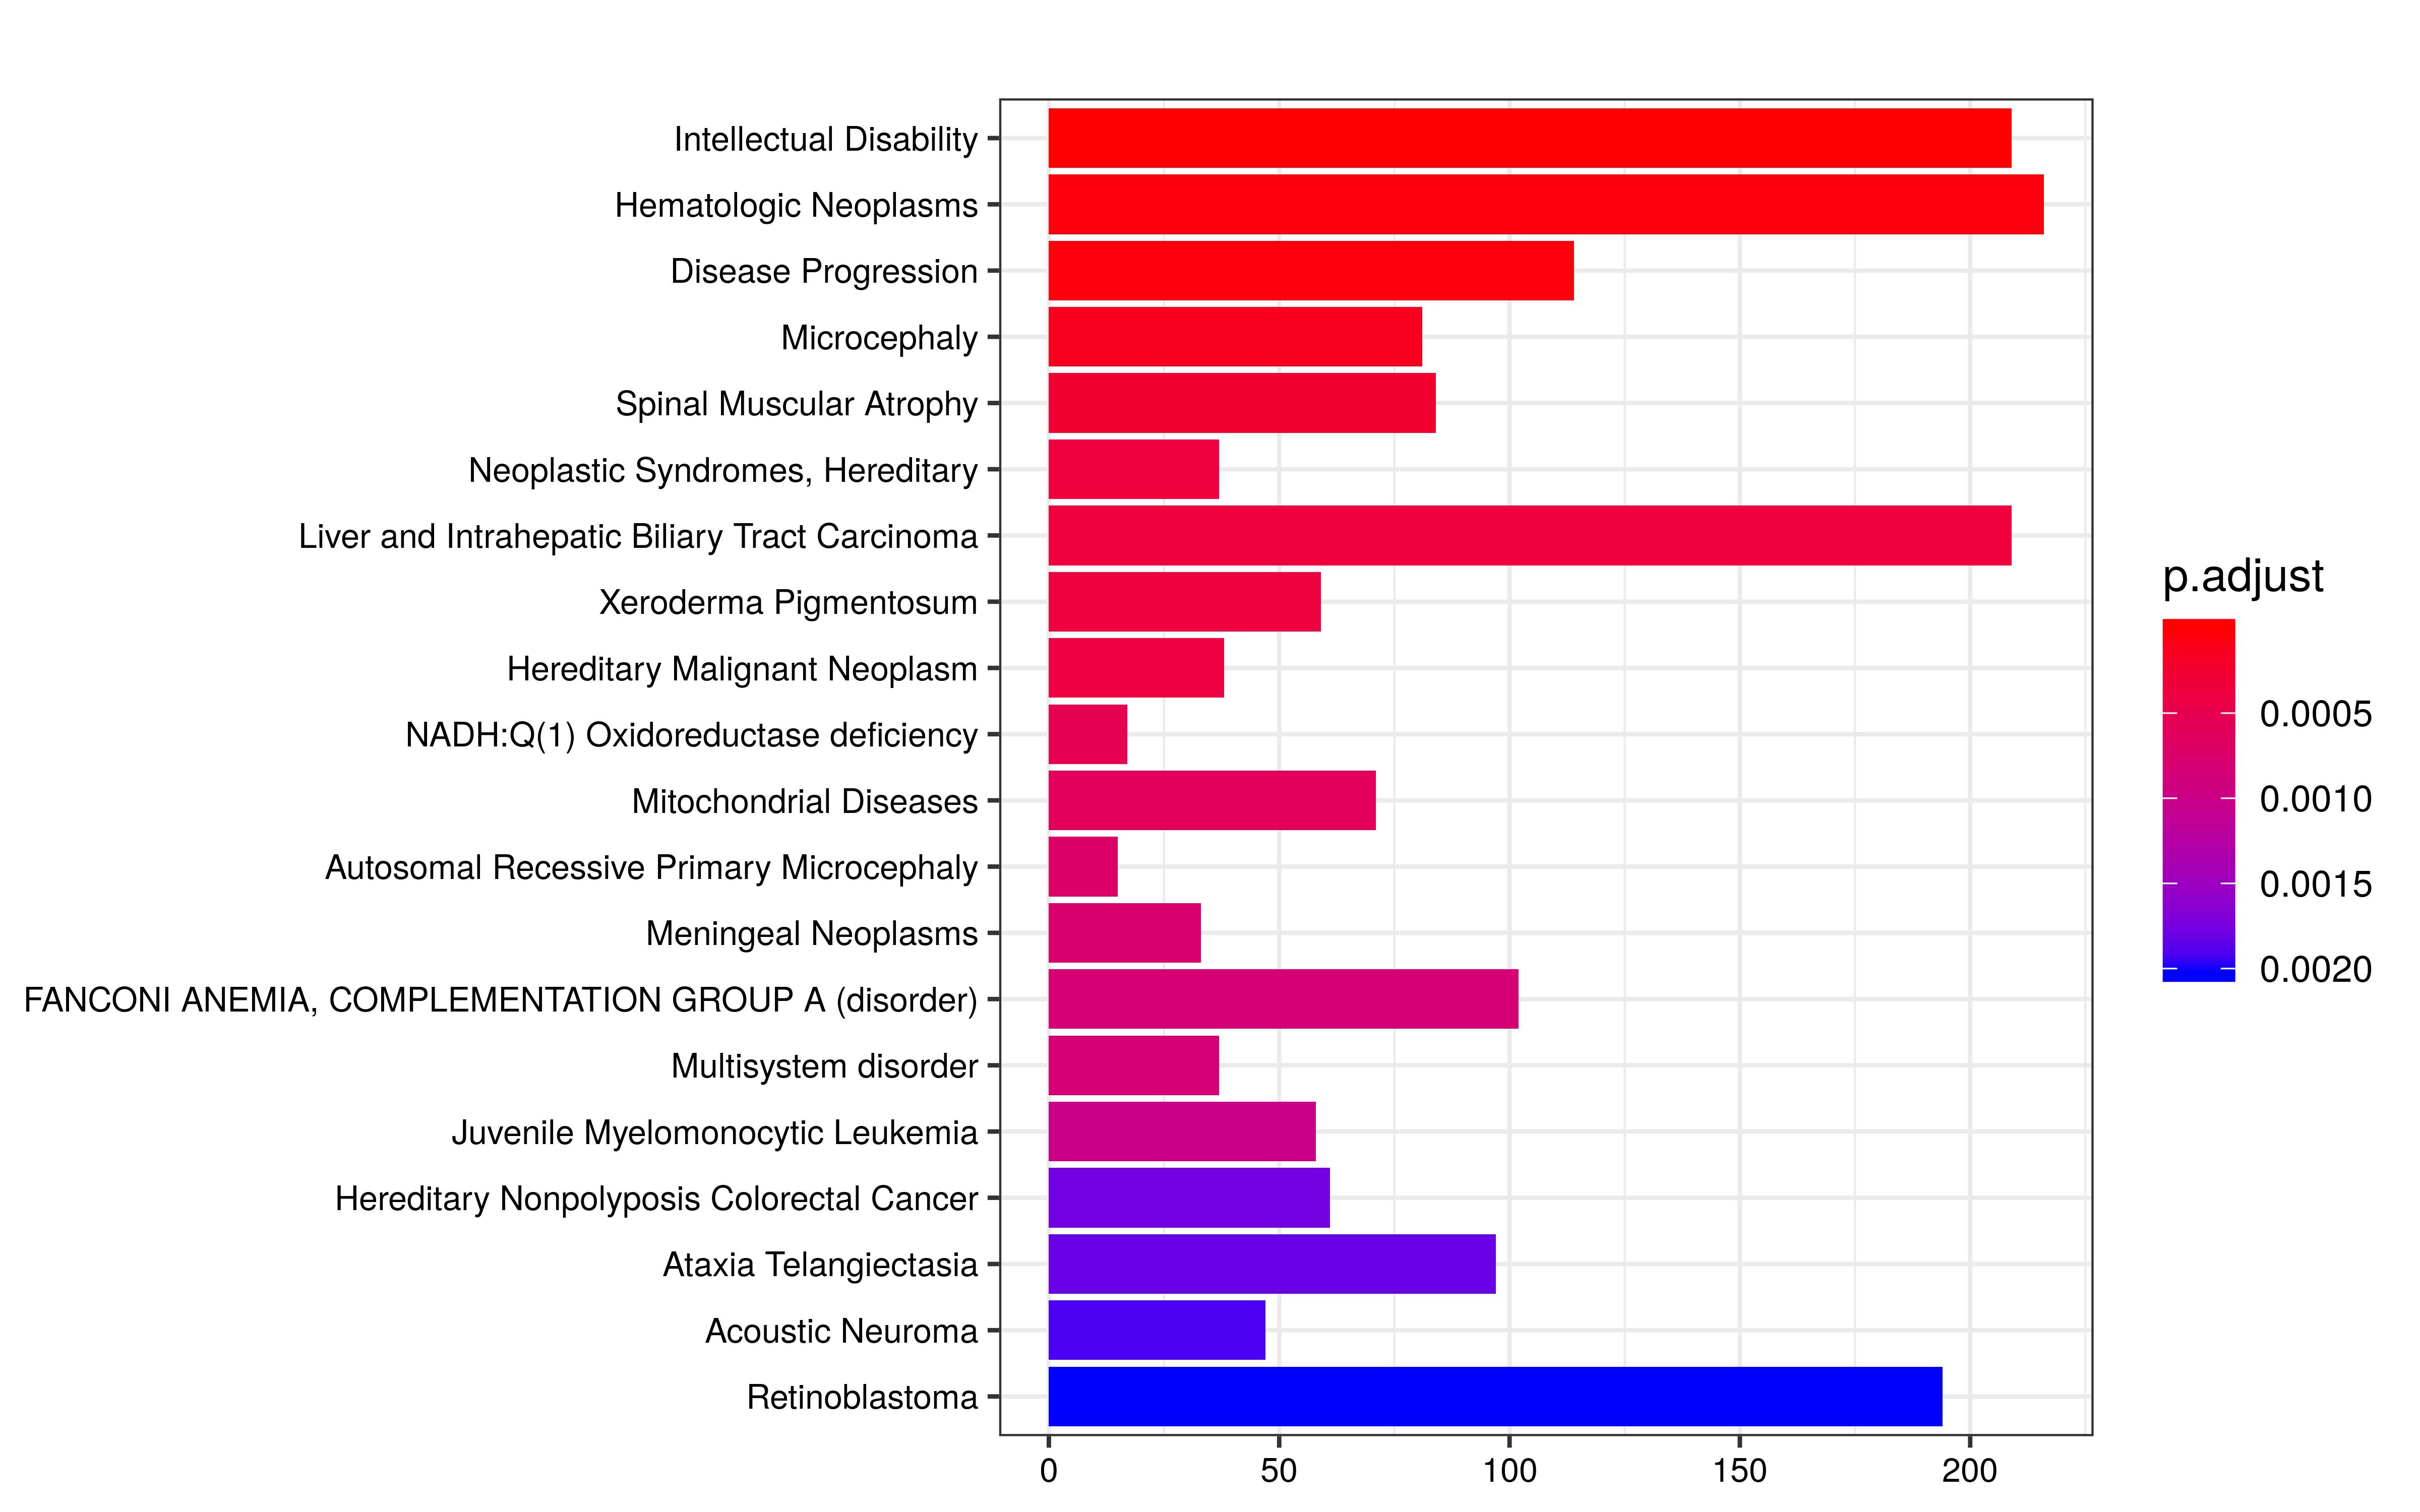 Intellectual Disability
Hematologic Neoplasms
Disease Progression
Microcephaly
Spinal Muscular Atrophy
Neoplastic Syndromes, Hereditary
Liver and Intrahepatic Biliary Tract Carcinoma
Xeroderma Pigmentosum
Hereditary Malignant Neoplasm
NADH:Q(1) Oxidoreductase deficiency
Mitochondrial Diseases
Autosomal Recessive Primary Microcephaly
Meningeal Neoplasms
FANCONI ANEMIA, COMPLEMENTATION GROUP A (disorder)
Multisystem disorder
Juvenile Myelomonocytic Leukemia
Hereditary Nonpolyposis Colorectal Cancer
Ataxia Telangiectasia
Acoustic Neuroma
Retinoblastoma
0 50 100 150 200
p.adjust
0.0005
0.0010
0.0015
0.0020